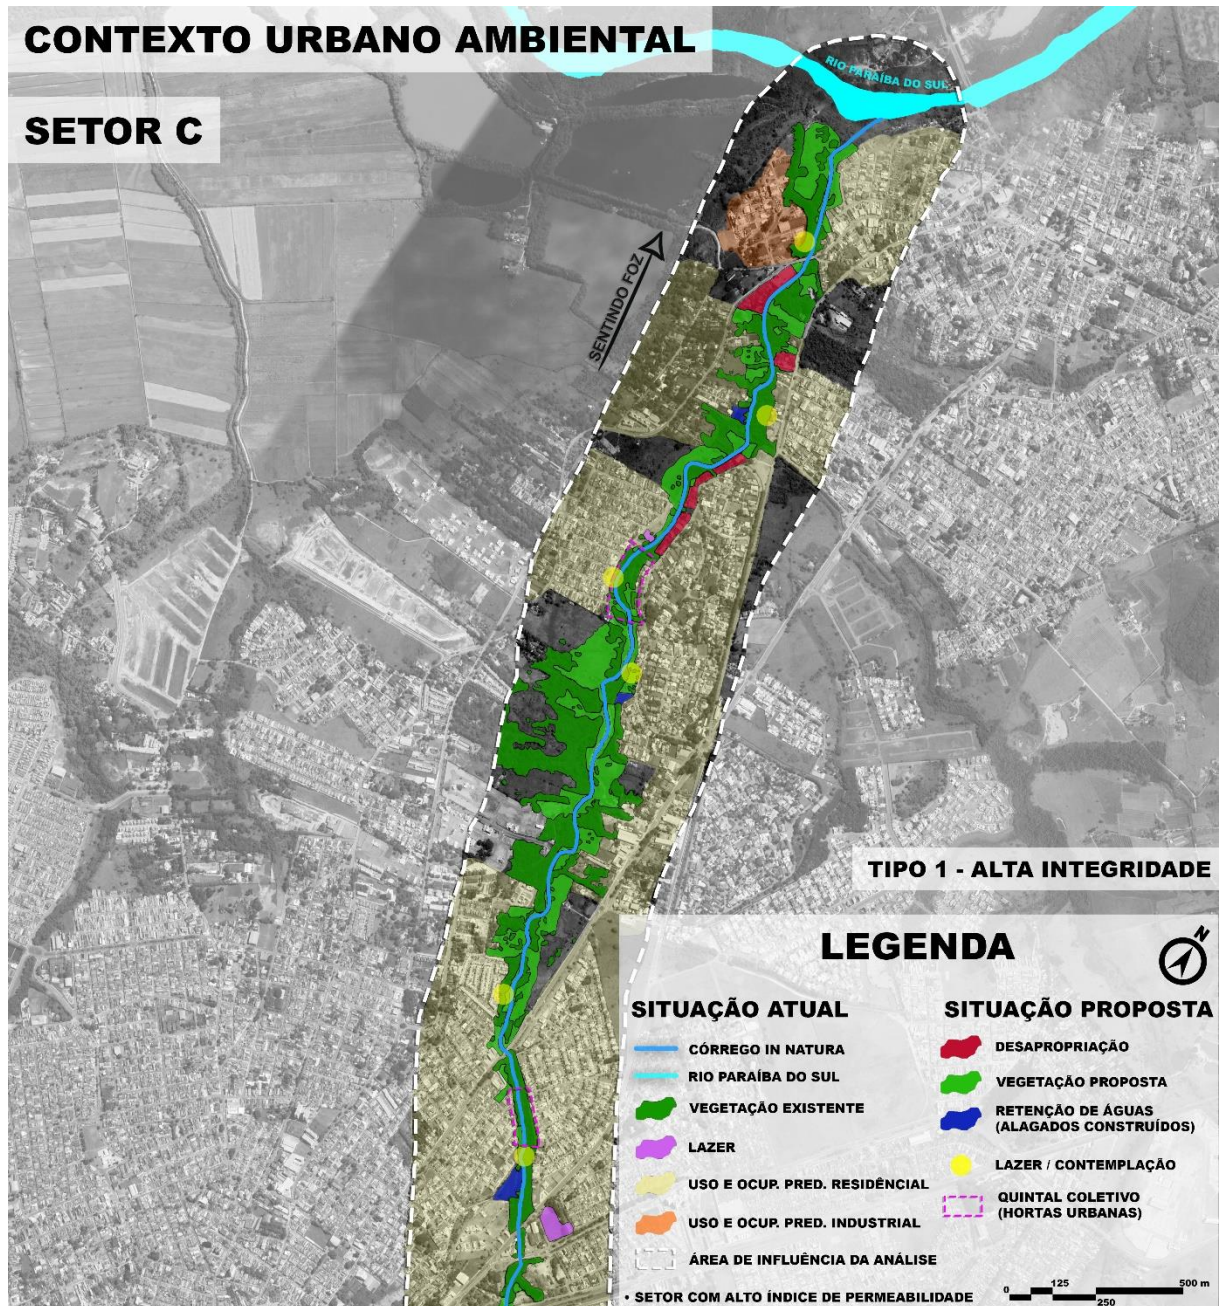 CONTEXTO URBANO AMBIENTAL
SETOR C
RIO PARAÍBA DO SUL
SENTINDO FOZ
TIPO 1 - ALTA INTEGRIDADE
LEGENDA
N
SITUAÇÃO ATUAL
CÓRREGO IN NATURA
RIO PARAÍBA DO SUL
VEGETAÇÃO EXISTENTE
LAZER
USO E OCUP. PRED. RESIDÊNCIAL
USO E OCUP. PRED. INDUSTRIAL
ÁREA DE INFLUÊNCIA DA ANÁLISE
• SETOR COM ALTO ÍNDICE DE PERMEABILIDADE
SITUAÇÃO PROPOSTA
DESAPROPRIAÇÃO
VEGETAÇÃO PROPOSTA
RETENÇÃO DE ÁGUAS
(ALAGADOS CONSTRUÍDOS)
LAZER / CONTEMPLAÇÃO
QUINTAL COLETIVO
(HORTAS URBANAS)
0 125 500 m
250